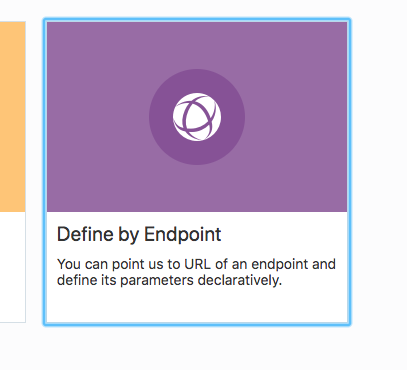 Define by Endpoint
You can point us to URL of an endpoint and
define its parameters declaratively.